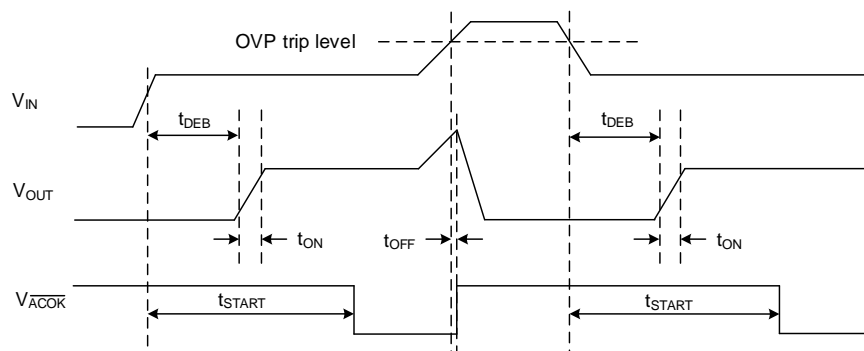 OVP trip level
VIN
tDEB
tDEB
VOUT
tON
tOFF
tON
VACOK
tSTART
tSTART